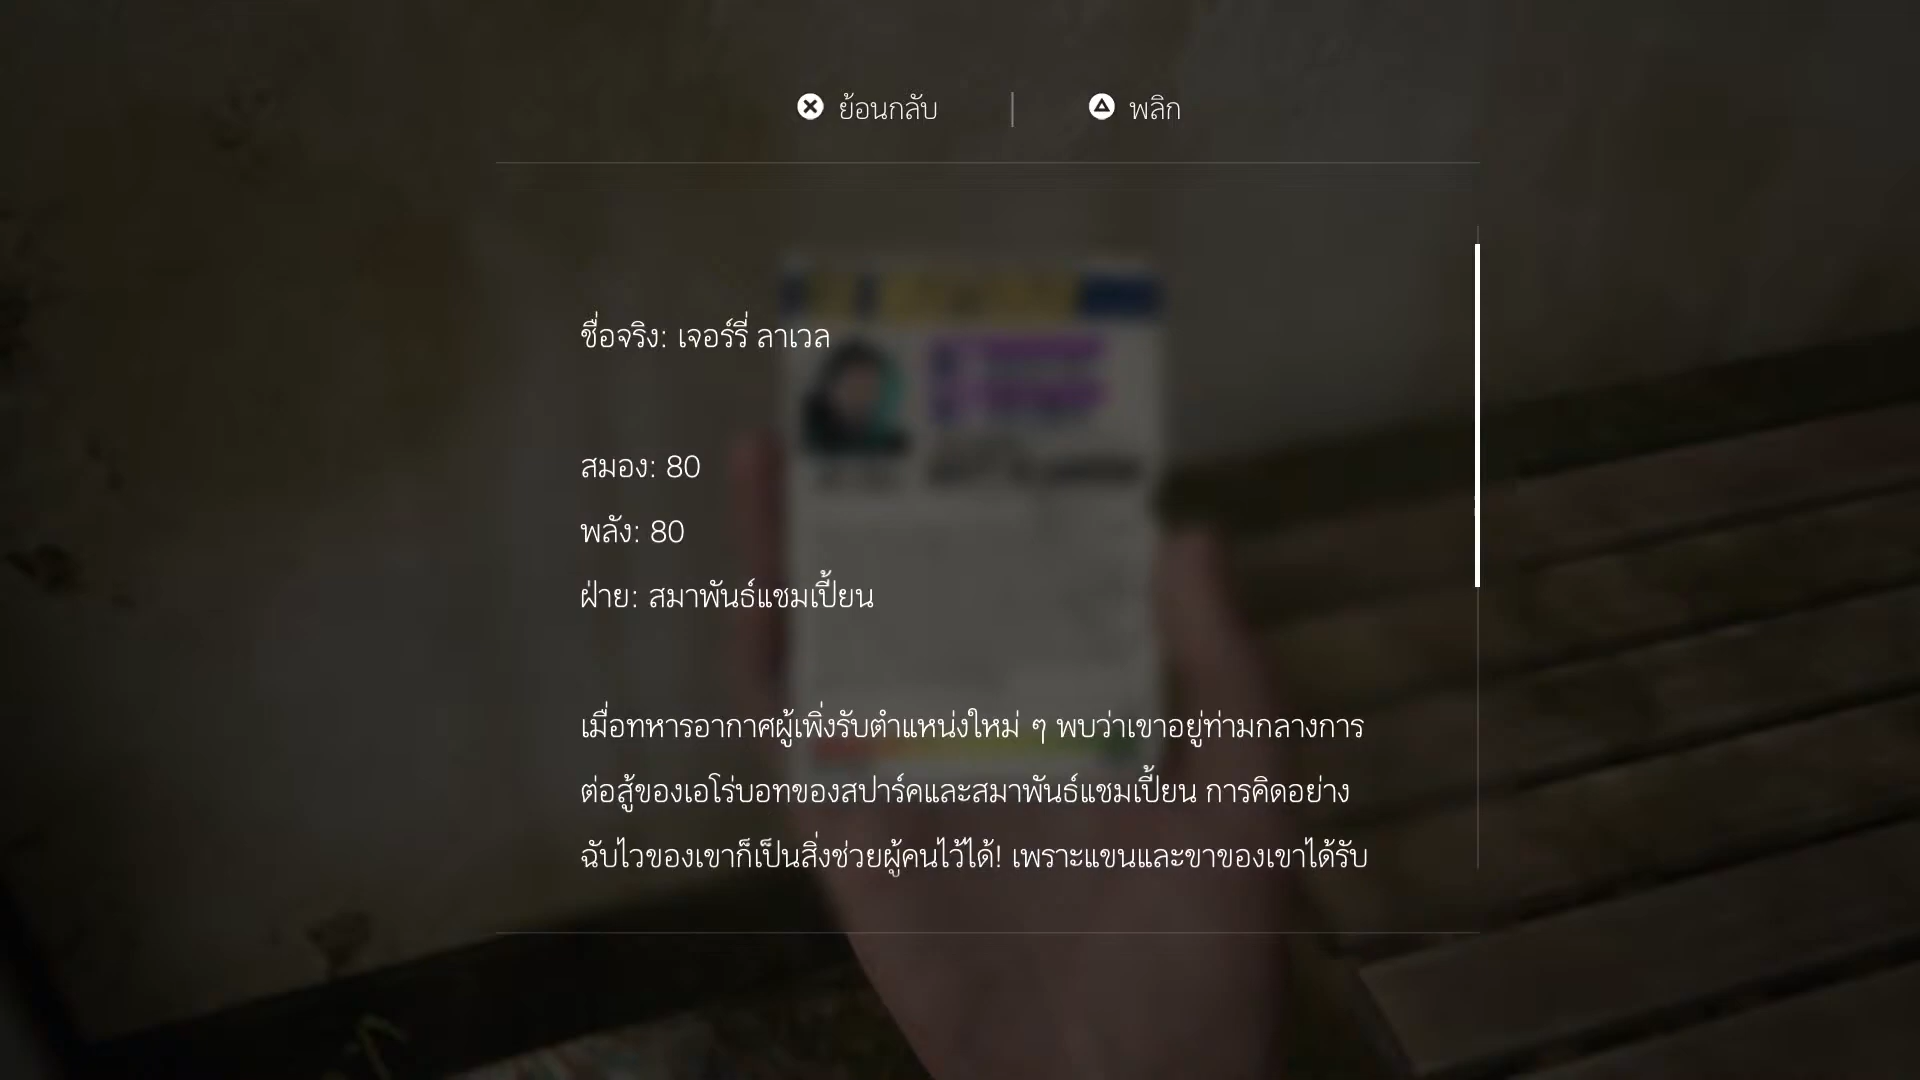 ย้อนกลับ | พลิก
ชื่อจริง: เจอร์รี่ ลาเวล
สมอง: 80
พลัง: 80
ฝ่าย: สมาพันธ์แชมเปี้ยน
เมื่อทหารอากาศผู้เพิ่งรับตำแหน่งใหม่ ๆ พบว่าเขาอยู่ท่ามกลางการ
ต่อสู้ของเอโร่บอทของสปาร์คและสมาพันธ์แชมเปี้ยน การคิดอย่าง
ฉับไวของเขาก็เป็นสิ่งช่วยผู้คนไว้ได้! เพราะแขนและขาของเขาได้รับ